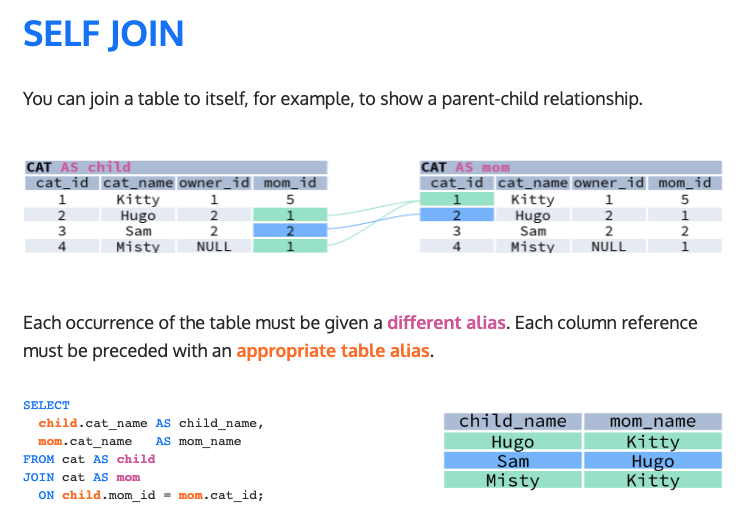 SELF JOIN
You can join a table to itself, for example, to show a parent-child relationship.
CAT AS child
cat_id cat_name owner_id mom_id
1 Kitty 1 5
2 Hugo 2 1
3 Sam 2 2
4 Misty NULL 1
CAT AS mom
cat_id cat_name owner_id mom_id
1 Kitty 1 5
2 Hugo 2 1
3 Sam 2 2
4 Misty NULL 1
Each occurrence of the table must be given a different alias. Each column reference
must be preceded with an appropriate table alias.
SELECT
child.cat_name AS child_name,
mom.cat_name AS mom_name
FROM cat AS child
JOIN cat AS mom
ON child.mom_id = mom.cat_id;
child_name mom_name
Hugo Kitty
Sam Hugo
Misty Kitty